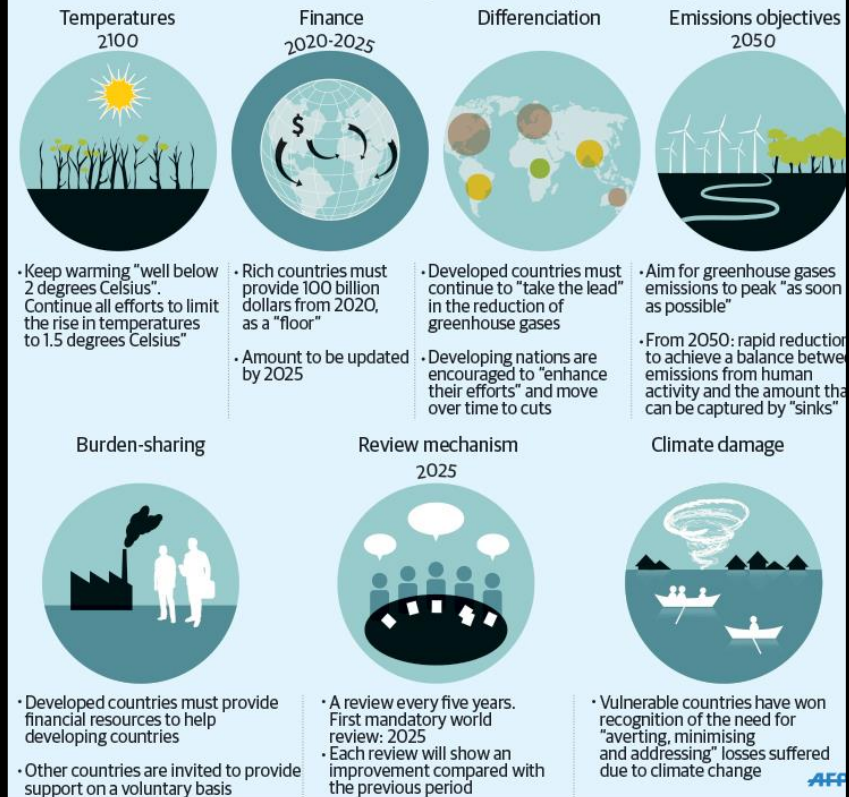 Temperatures
2100
Finance
2020-2025
Differenciation
Emissions objectives
2050
$
· Keep warming "well below
2 degrees Celsius".
Continue all efforts to limit
the rise in temperatures
to 1.5 degrees Celsius"
· Rich countries must
provide 100 billion
dollars from 2020,
as a "floor"
· Amount to be updated
by 2025
· Developed countries must
continue to "take the lead"
in the reduction of
greenhouse gases
· Developing nations are
encouraged to "enhance
their efforts" and move
over time to cuts
· Aim for greenhouse gases
emissions to peak "as soon
as possible"
· From 2050: rapid reduction
to achieve a balance betwe
emissions from human
activity and the amount tha
can be captured by "sinks"
Burden-sharing
Review mechanism
2025
Climate damage
· Developed countries must provide
financial resources to help
developing countries
· Other countries are invited to provide
support on a voluntary basis
· A review every five years.
First mandatory world
review: 2025
· Each review will show an
improvement compared with
the previous period
· Vulnerable countries have won
recognition of the need for
"averting, minimising
and addressing" losses suffered
due to climate change
AFP